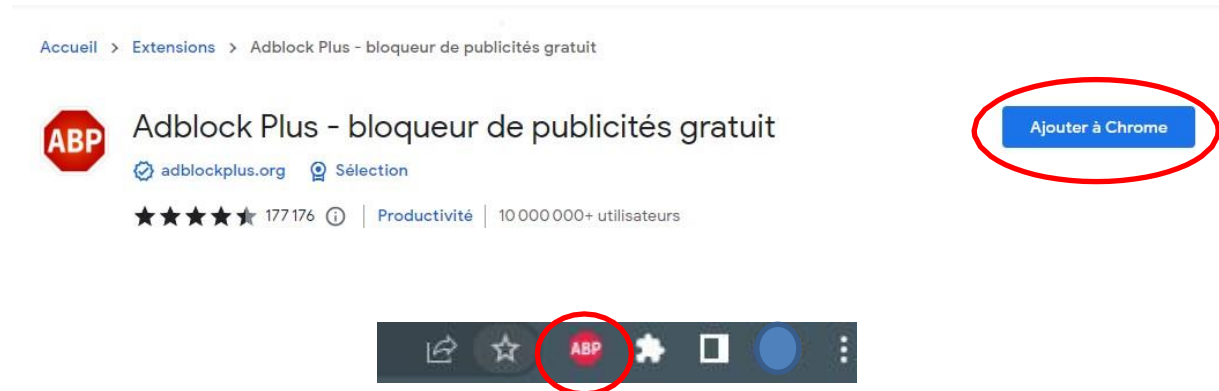 Accueil > Extensions > Adblock Plus - bloqueur de publicités gratuit
ABP
Adblock Plus - bloqueur de publicités gratuit
Ajouter à Chrome
adblockplus.org Sélection
177 176 | Productivité | 10 000 000+ utilisateurs
ABP